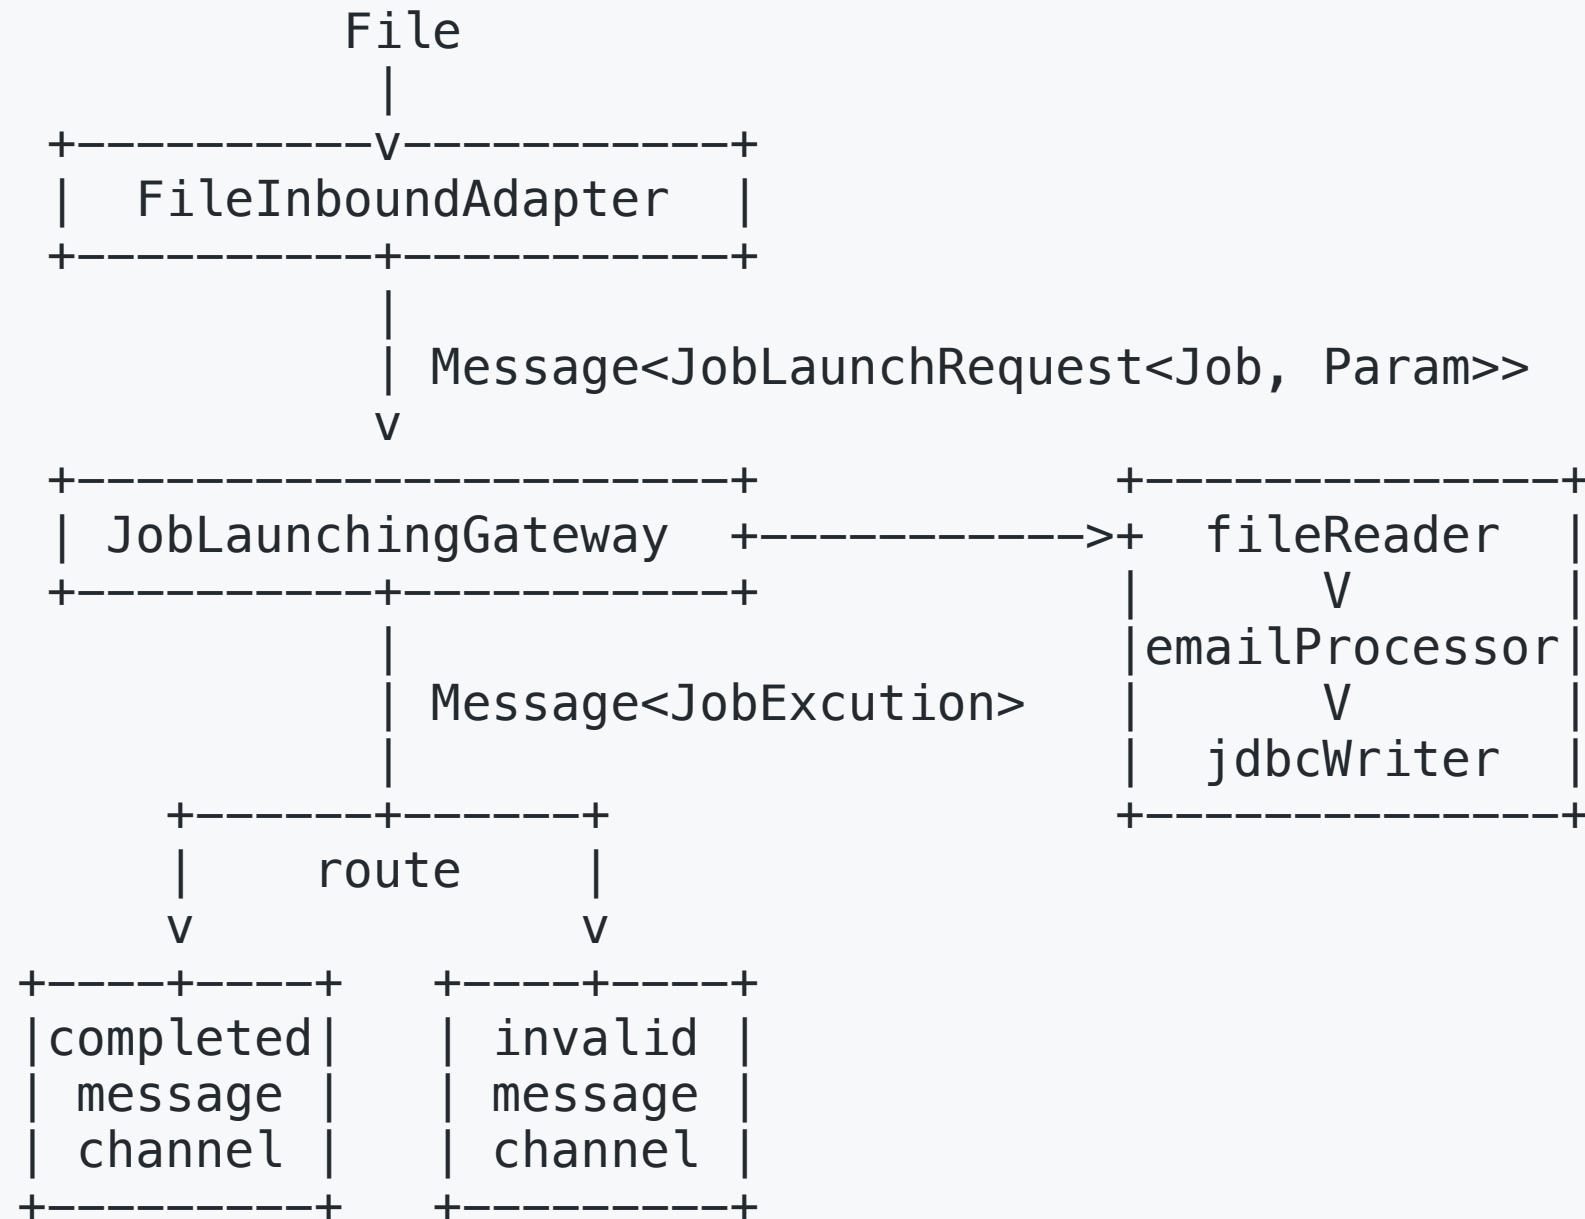 File
|
+----------v-----------+
|  FileInboundAdapter  |
+----------+-----------+
|
| Message<JobLaunchRequest<Job, Param>>
v
+----------------------+            +--------------+
| JobLaunchingGateway  +----------->+  fileReader  |
+----------+-----------+            |      V       |
|                        |emailProcessor|
| Message<JobExcution>   |      V       |
|                        |  jdbcWriter  |
+------+------+                 +--------------+
|    route    |
v             v
+----+----+   +----+----+
|completed|   | invalid |
| message |   | message |
| channel |   | channel |
+---------+   +----------+